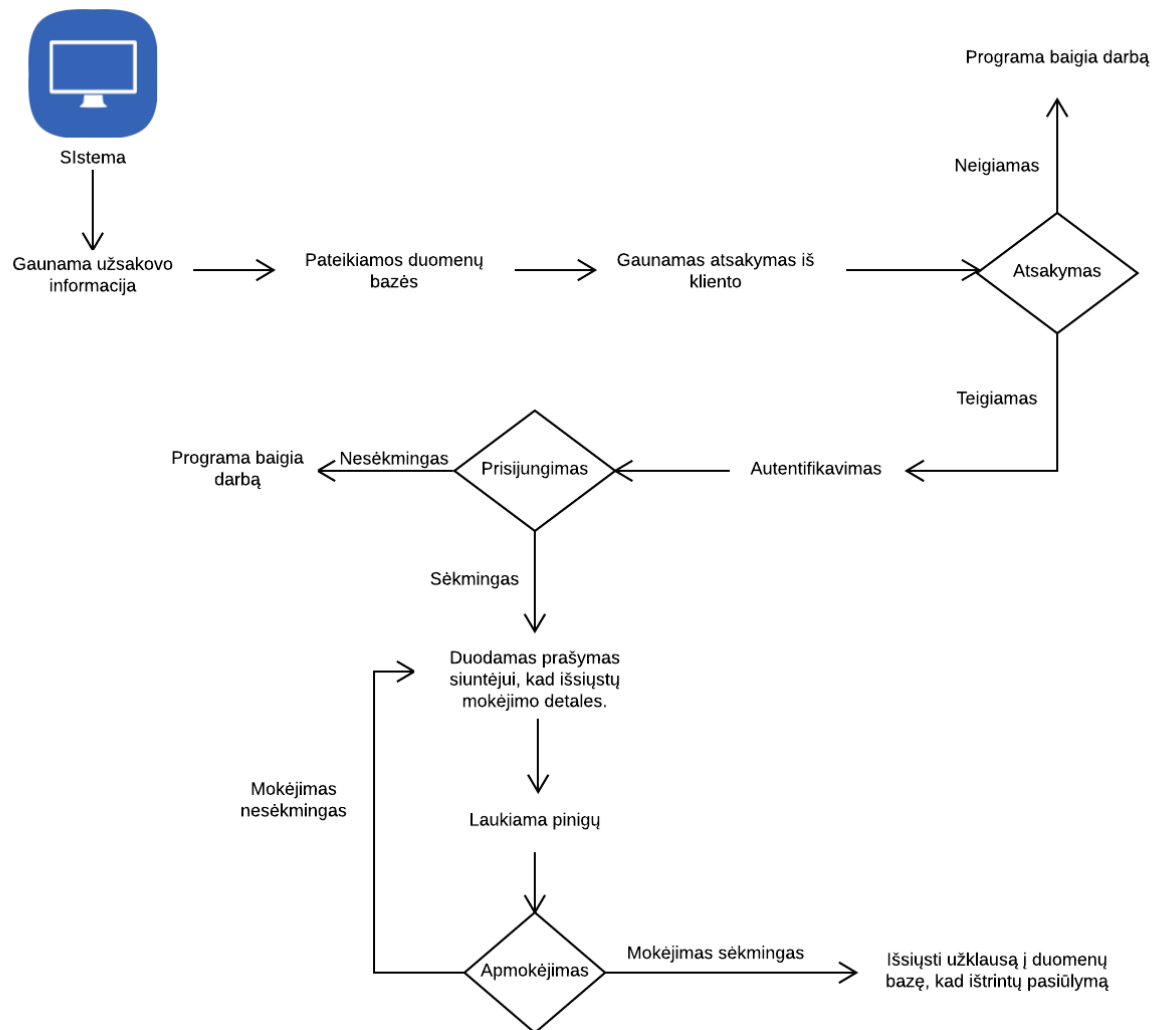 SIstema
Gaunama užsakovo
informacija
Pateikiamos duomenų
bazės
Gaunamas atsakymas iš
kliento
Atsakymas
Neigiamas
Programa baigia darbą
Teigiamas
Autentifikavimas
Prisijungimas
Nesėkmingas
Programa baigia
darbą
Sėkmingas
Duodamas prašymas
siuntėjui, kad išsiųstų
mokėjimo detales.
Laukiama pinigų
Apmokėjimas
Mokėjimas
nesėkmingas
Mokėjimas sėkmingas
Išsiųsti užklausą į duomenų
bazę, kad ištrintų pasiūlymą